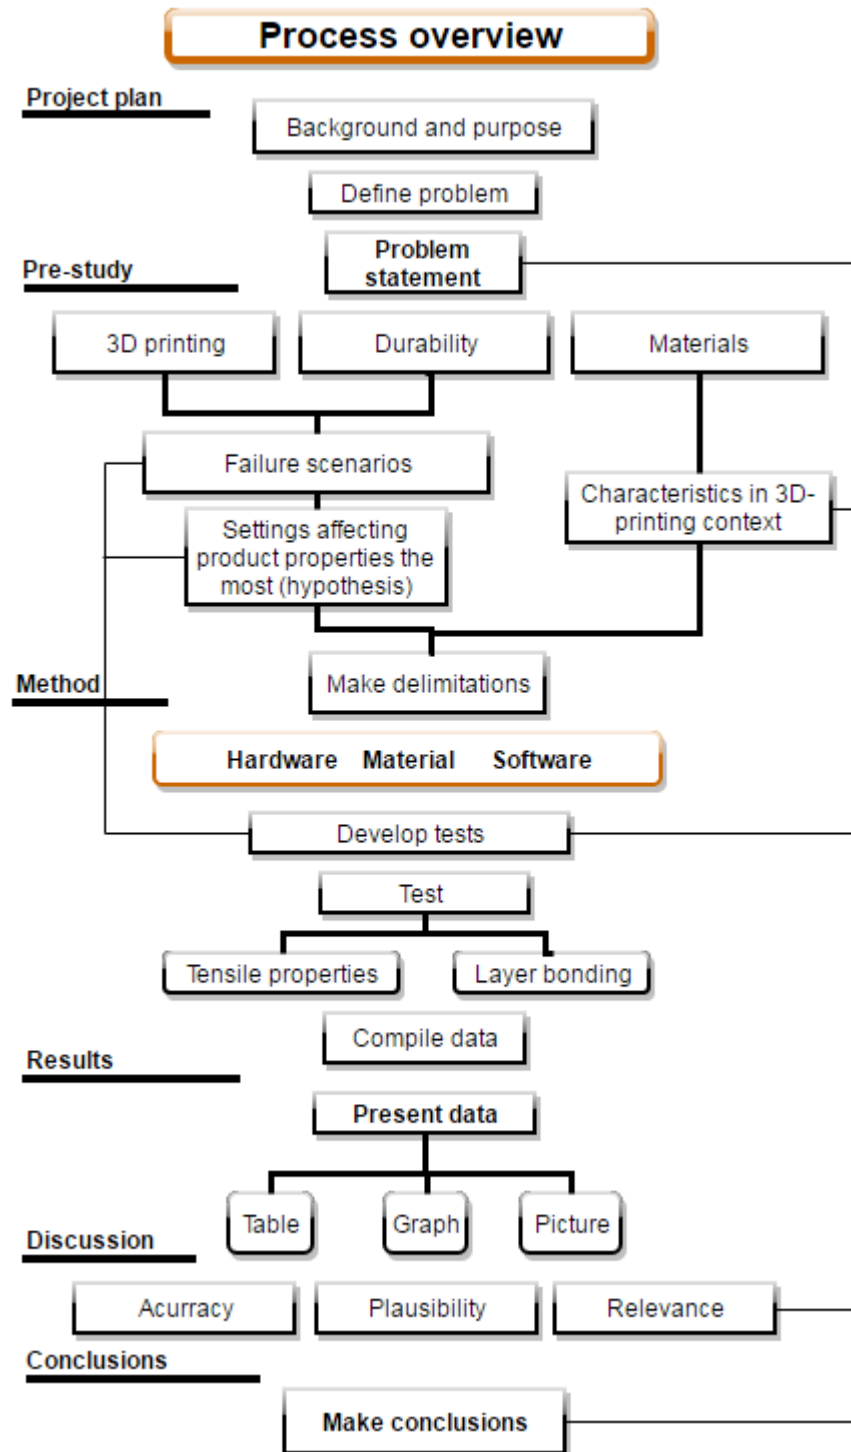 Process overview
Project plan
Background and purpose
Define problem
Problem
statement
Pre-study
3D printing
Durability
Materials
Failure scenarios
Characteristics in 3D-
printing context
Settings affecting
product properties the
most (hypothesis)
Make delimitations
Method
Hardware Material Software
Develop tests
Test
Tensile properties
Layer bonding
Compile data
Results
Present data
Table
Graph
Picture
Discussion
Acurracy
Plausibility
Relevance
Conclusions
Make conclusions